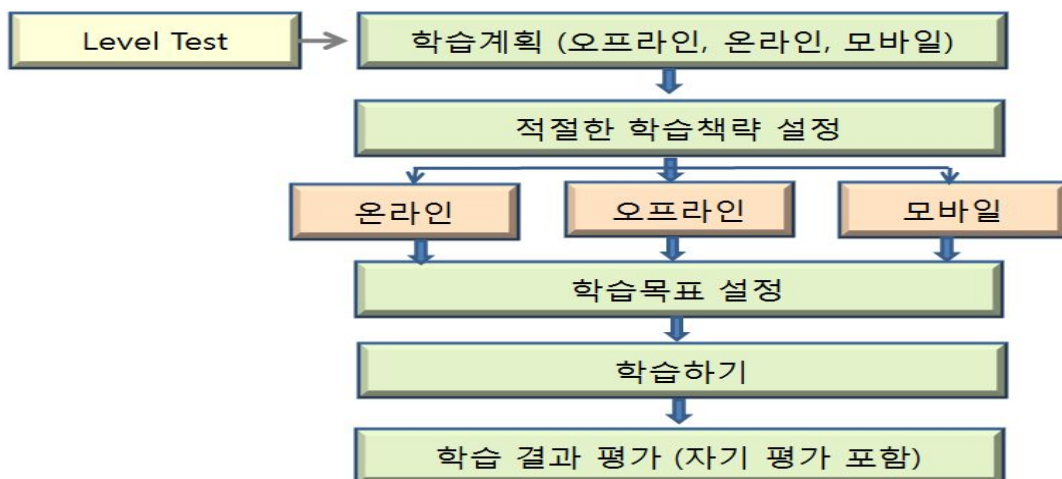 Level Test
학습계획 (오프라인, 온라인, 모바일)
적절한 학습책략 설정
온라인
오프라인
모바일
학습목표 설정
학습하기
학습 결과 평가 (자기 평가 포함)